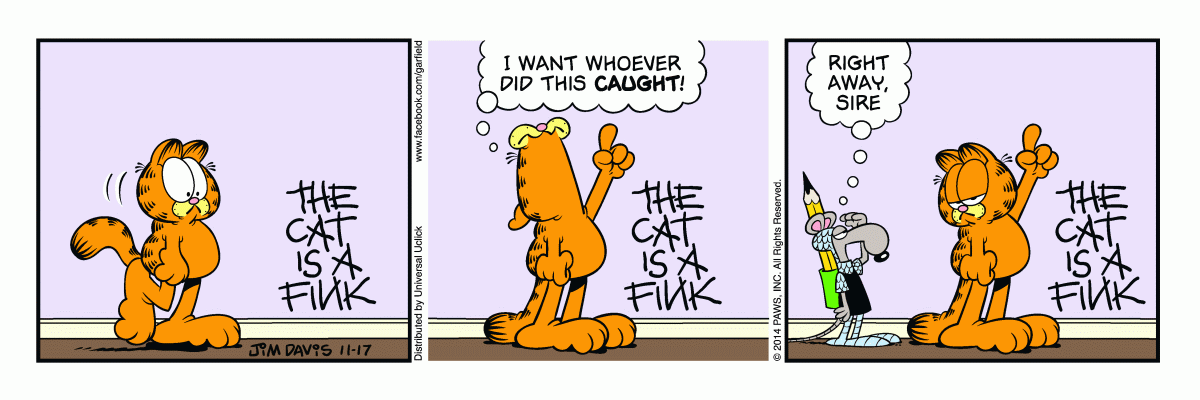 THE
CAT
IS A
FINK
JIM DAVIS 11-17
www.facebook.com/garfield
Distributed by Universal Uclick
I WANT WHOEVER
DID THIS CAUGHT!
THE
CAT
IS A
FINK
© 2014 PAWS, INC. All Rights Reserved.
RIGHT
AWAY,
SIRE
THE
CAT
IS A
FINK